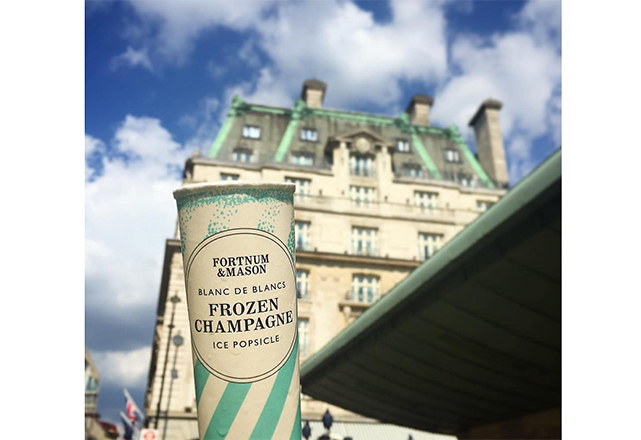 FORTNUM
& MASON
BLANC DE BLANCS
FROZEN
CHAMPAGNE
ICE POPSICLE